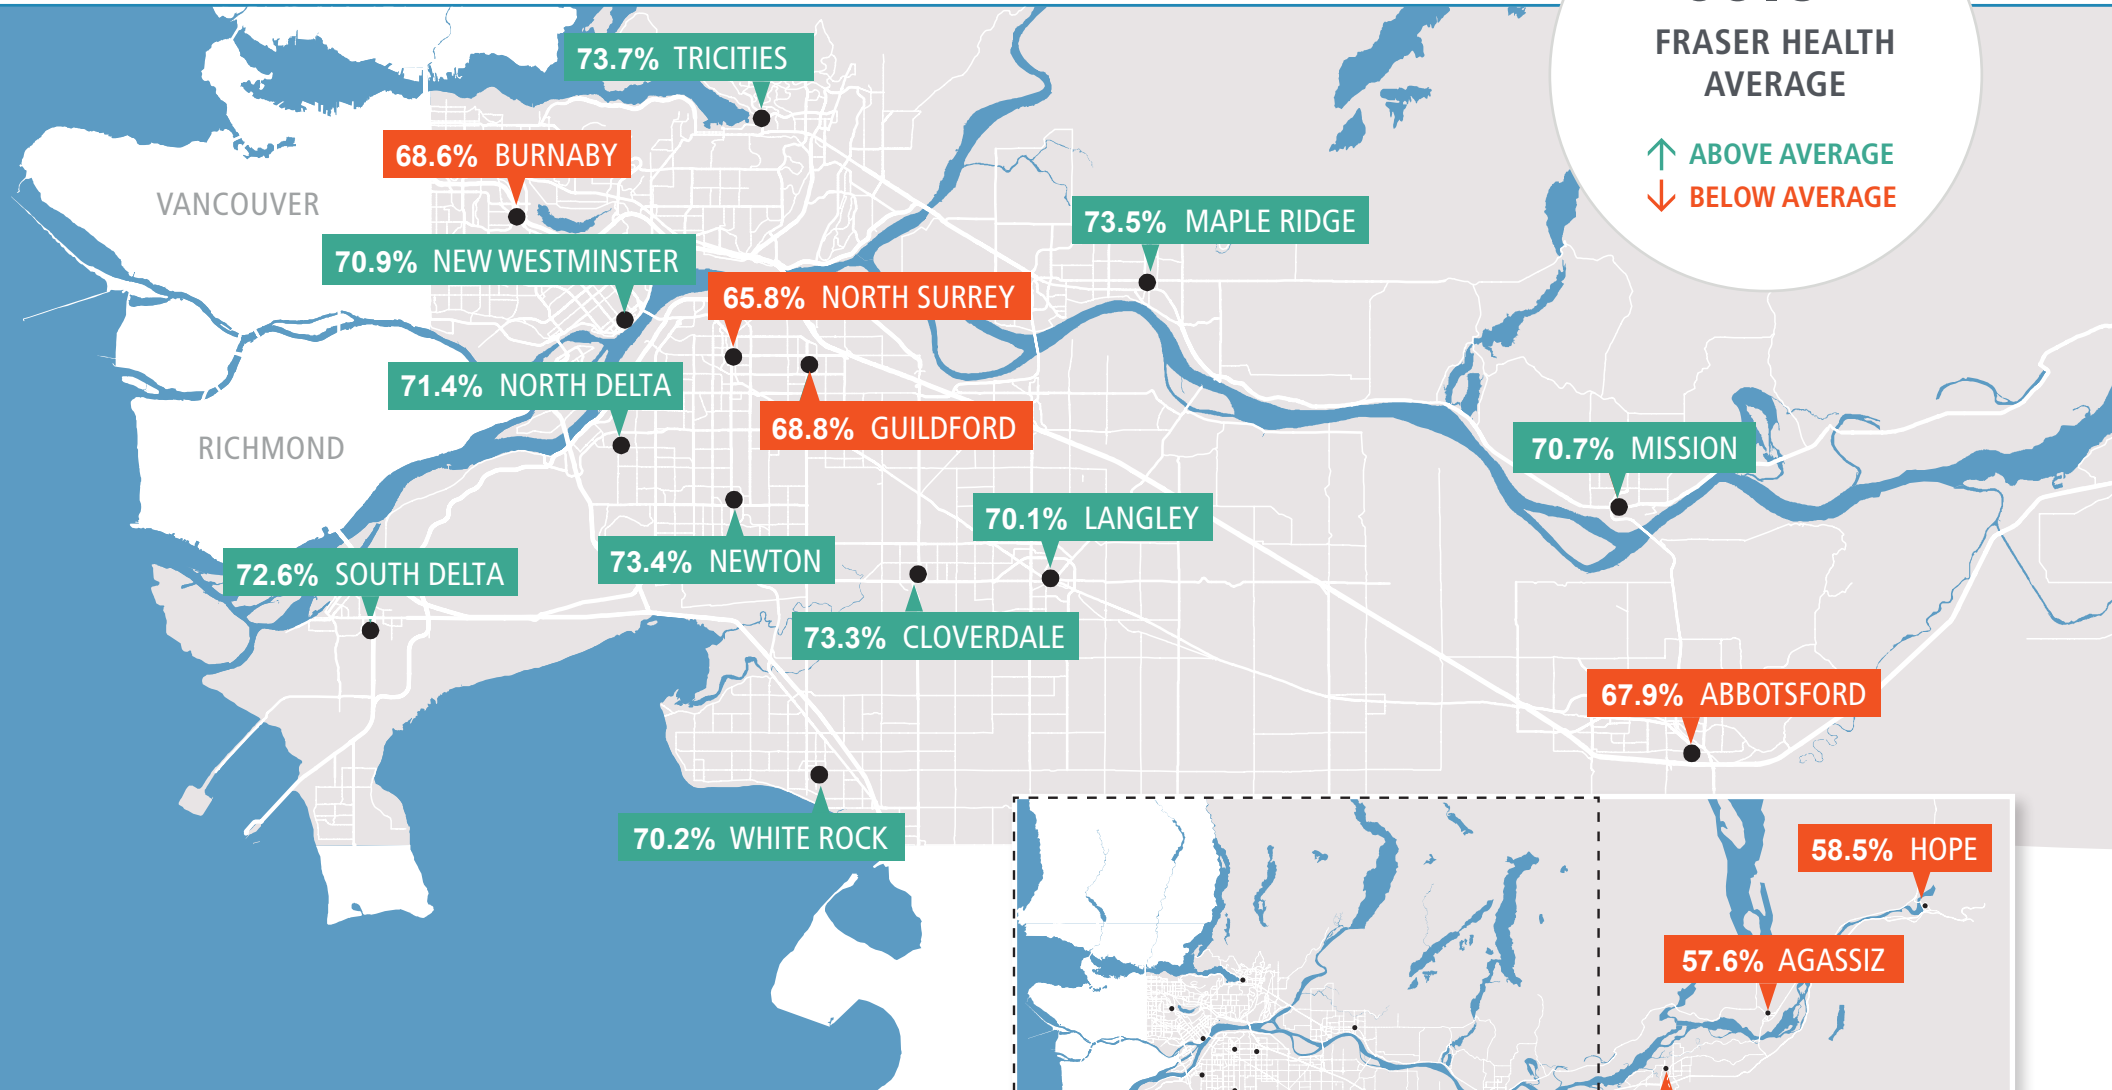 FRASER HEALTH
AVERAGE
↑ ABOVE AVERAGE
↓ BELOW AVERAGE
73.7% TRICITIES
68.6% BURNABY
VANCOUVER
73.5% MAPLE RIDGE
70.9% NEW WESTMINSTER
65.8% NORTH SURREY
71.4% NORTH DELTA
68.8% GUILDFORD
RICHMOND
70.7% MISSION
70.1% LANGLEY
73.4% NEWTON
72.6% SOUTH DELTA
73.3% CLOVERDALE
67.9% ABBOTSFORD
70.2% WHITE ROCK
58.5% HOPE
57.6% AGASSIZ